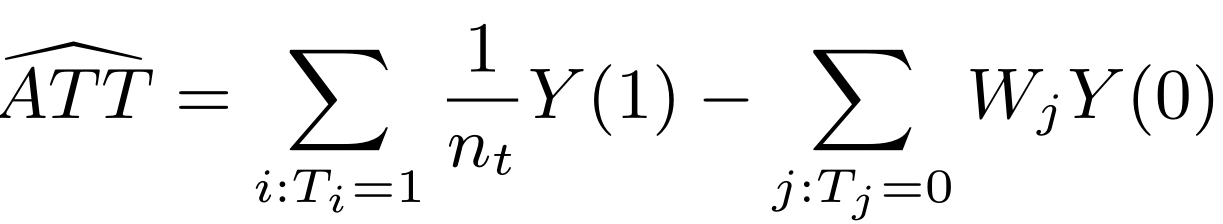 $\widehat{ATT} = \sum_{i:T_i=1} \frac{1}{n_t} Y(1) - \sum_{j:T_j=0} W_j Y(0)$